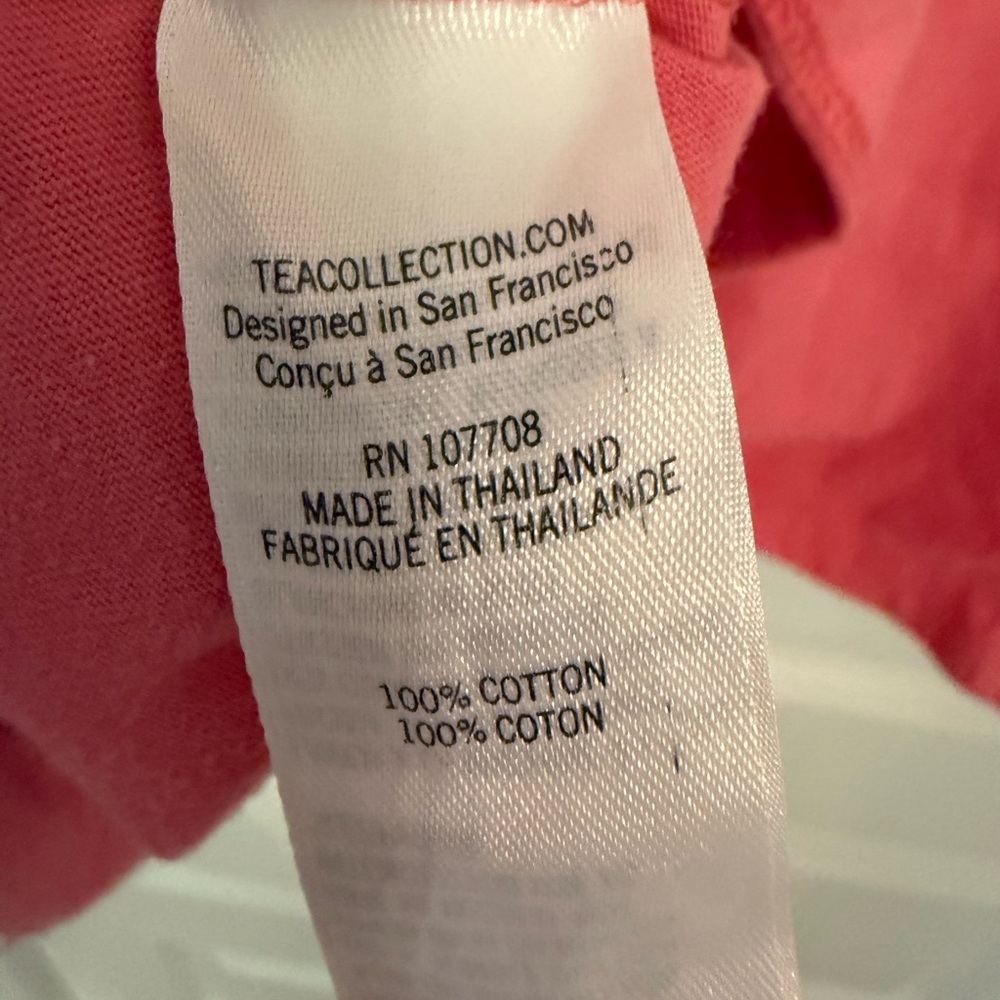 TEACOLLECTION.COM
Designed in San Francisco
Conçu à San Francisco
RN 107708
MADE IN THAILAND
FABRIQUÉ EN THAILANDE
100% COTTON
100% COTON